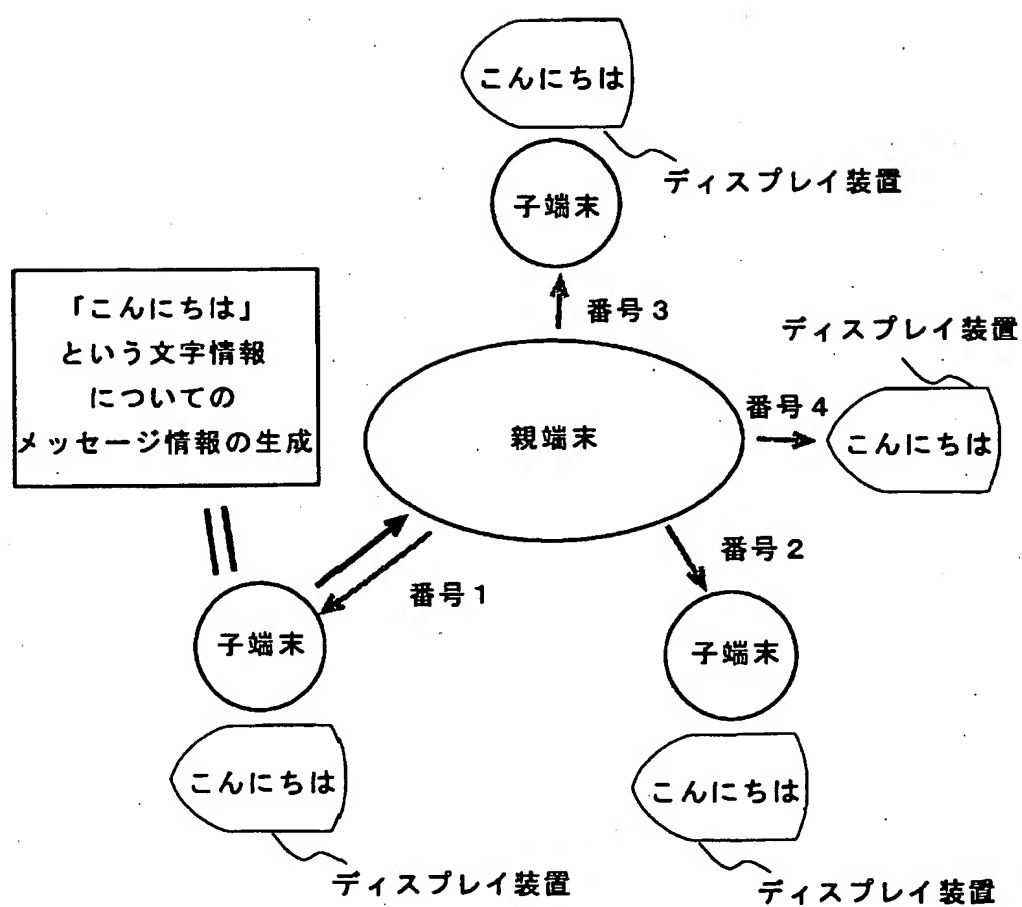 こんにちは
ディスプレイ装置
子端末
番号３
「こんにちは」
という文字情報
についての
メッセージ情報の生成
ディスプレイ装置
番号４
親端末
こんにちは
番号２
番号１
子端末
子端末
こんにちは
こんにちは
ディスプレイ装置
ディスプレイ装置